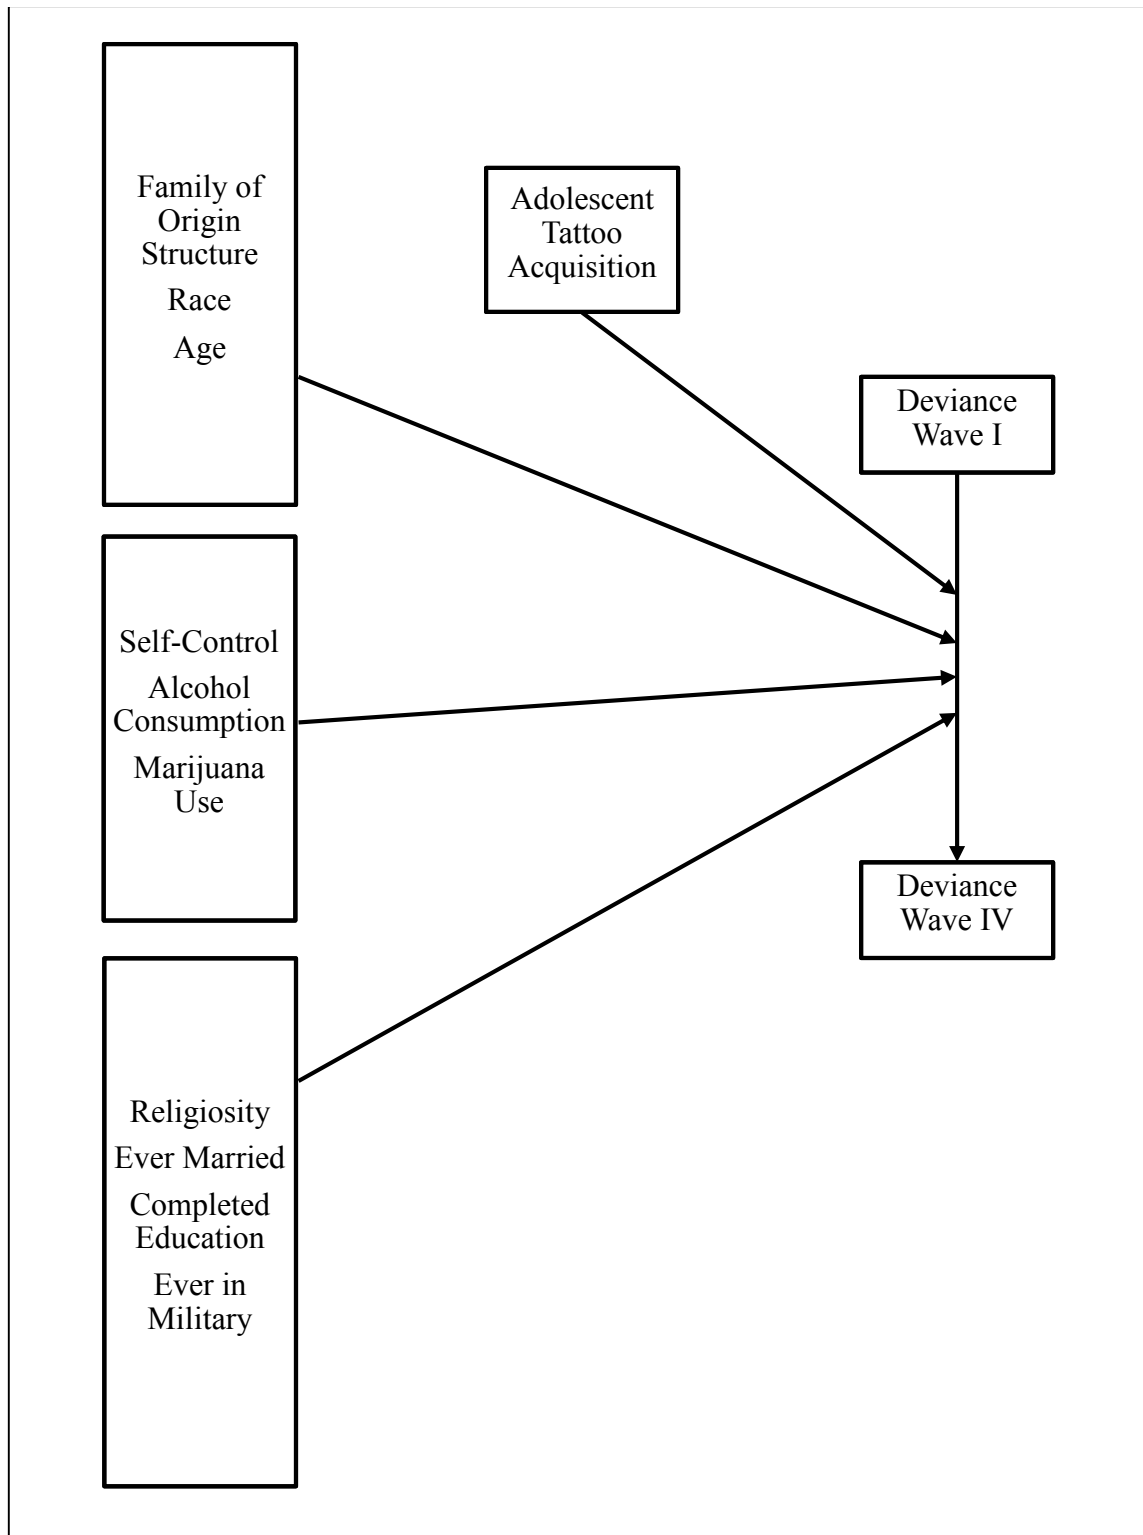 Family of
Origin
Structure
Race
Age
Adolescent
Tattoo
Acquisition
Deviance
Wave I
Self-Control
Alcohol
Consumption
Marijuana
Use
Deviance
Wave IV
Religiosity
Ever Married
Completed
Education
Ever in
Military